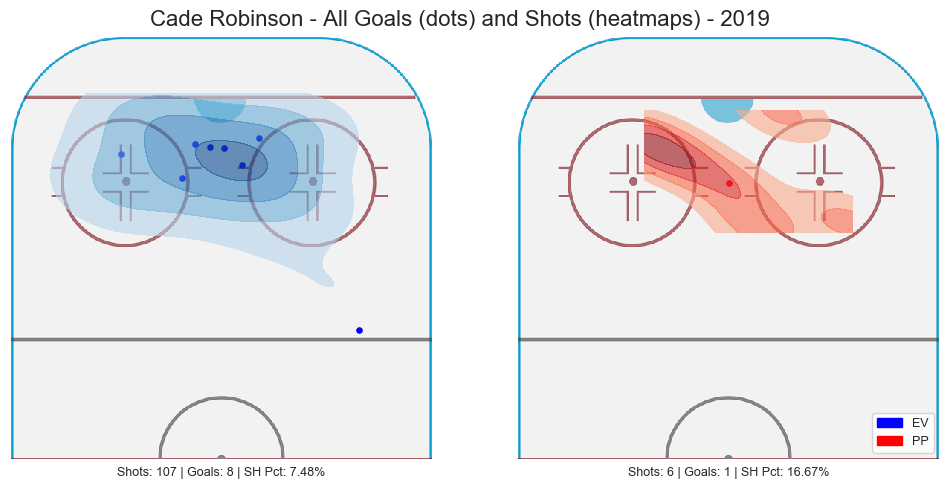 Cade Robinson - All Goals (dots) and Shots (heatmaps) - 2019
EV
PP
Shots: 107 | Goals: 8 | SH Pct: 7.48%
Shots: 6 | Goals: 1 | SH Pct: 16.67%